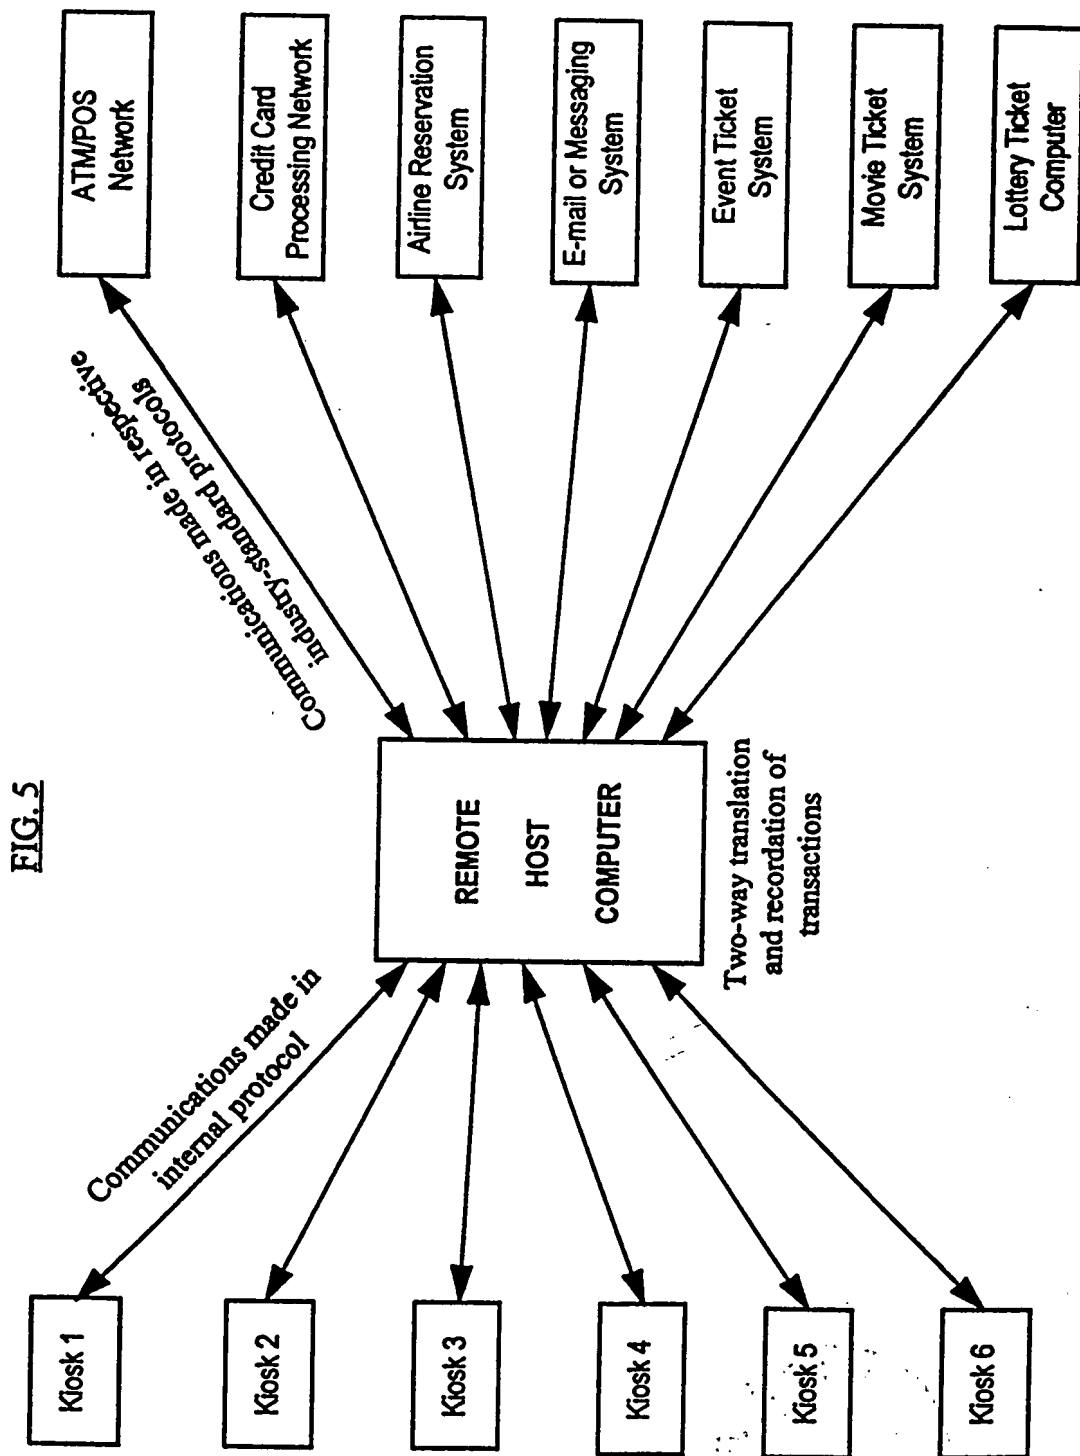 FIG. 5
Kiosk 1
Kiosk 2
Kiosk 3
Kiosk 4
Kiosk 5
Kiosk 6
Communications made in
internal protocol
REMOTE
HOST
COMPUTER
Two-way translation
and recordation of
transactions
Communications made in respective
industry-standard protocols
ATM/POS
Network
Credit Card
Processing Network
Airline Reservation
System
E-mail or Messaging
System
Event Ticket
System
Movie Ticket
System
Lottery Ticket
Computer